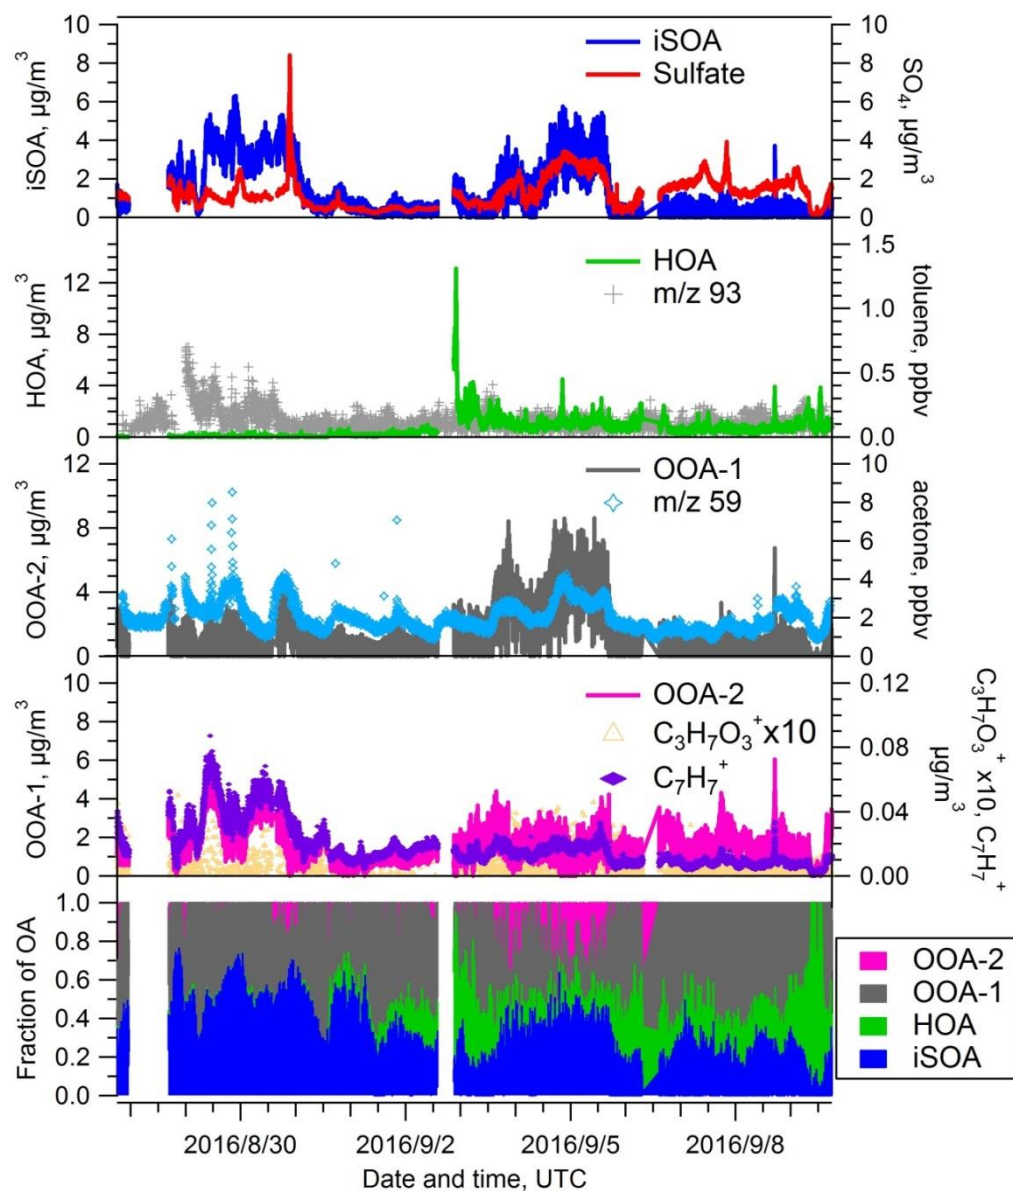 10
8
6
4
2
0
iSOA, µg/m³
iSOA
Sulfate
10
8
6
4
2
0
SO₄, µg/m³
12
8
4
0
HOA, µg/m³
HOA
m/z 93
1.5
1.0
0.5
0.0
toluene, ppbv
12
8
4
0
OOA-2, µg/m³
OOA-1
m/z 59
10
8
6
4
2
0
acetone, ppbv
10
8
6
4
2
0
OOA-1, µg/m³
OOA-2
C₃H₇O₃⁺x10
C₇H₇⁺
0.12
0.08
0.04
0.00
C₃H₇O₃⁺ x10, C₇H₇⁺
µg/m³
1.0
0.8
0.6
0.4
0.2
0.0
Fraction of OA
OOA-2
OOA-1
HOA
iSOA
2016/8/30
2016/9/2
2016/9/5
2016/9/8
Date and time, UTC